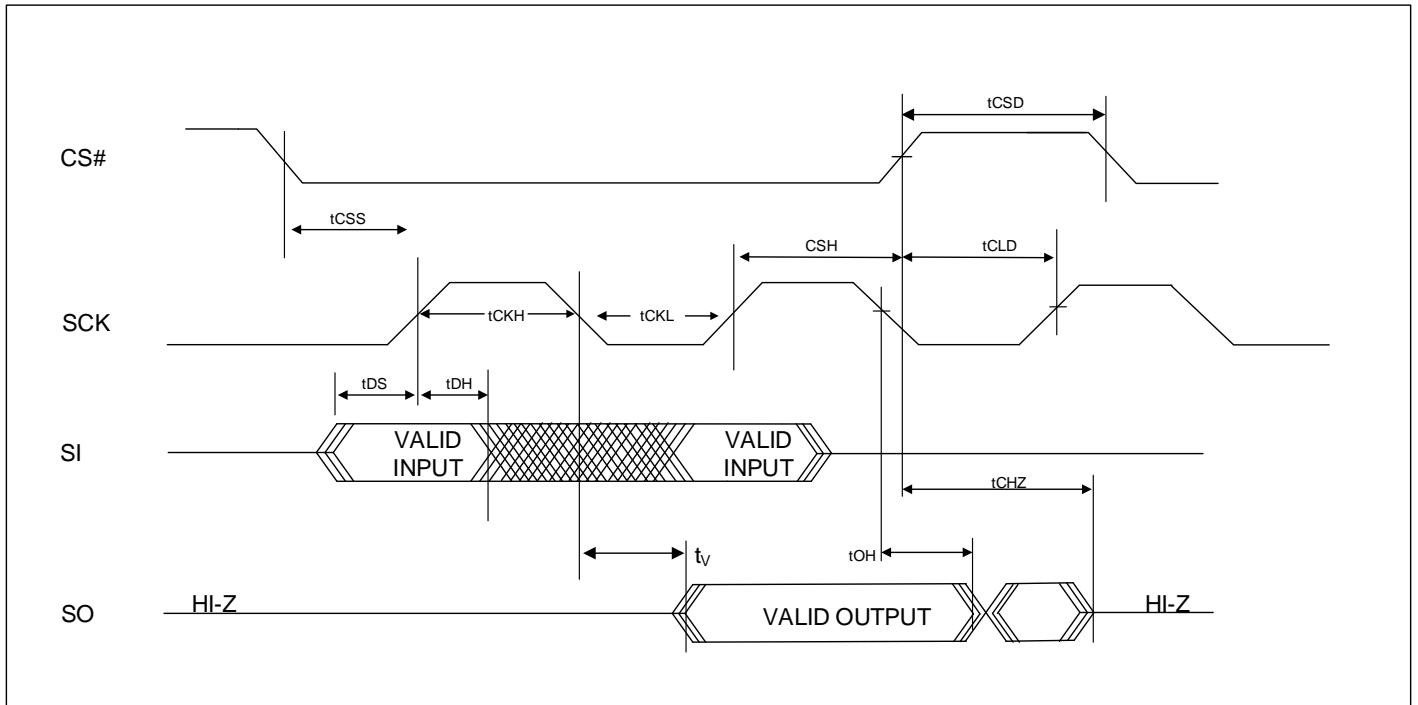 tCSD
CS#
tCSS
CSH
tCLD
SCK
tCKH
tCKL
tDS
tDH
SI
VALID
INPUT
VALID
INPUT
tCHZ
tV
tOH
SO
HI-Z
VALID OUTPUT
HI-Z